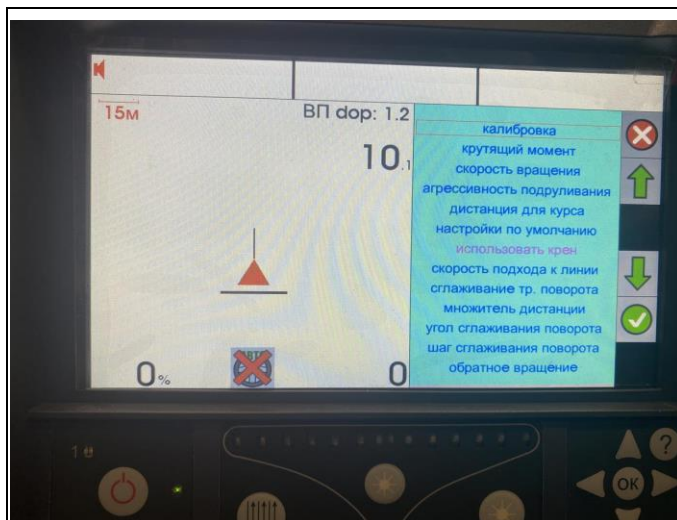 15м
ВП dop: 1.2
10.1
0%
0
калибровка
крутящий момент
скорость вращения
агрессивность подруливания
дистанция для курса
настройки по умолчанию
использовать крен
скорость подхода к линии
сглаживание тр. поворота
множитель дистанции
угол сглаживания поворота
шаг сглаживания поворота
обратное вращение
?
OK